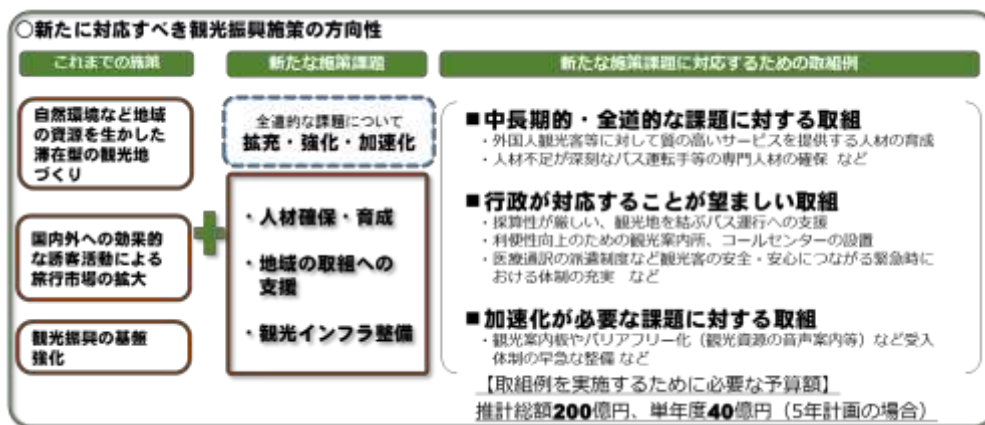 ○新たに対応すべき観光振興施策の方向性
これまでの施策
新たな施策課題
新たな施策課題に対応するための取組例
自然環境など地域
の資源を生かした
滞在型の観光地
づくり
国内外への効果的
な誘客活動による
旅行市場の拡大
観光振興の基盤
強化
全道的な課題について
拡充・強化・加速化
・人材確保・育成
・地域の取組への
支援
・観光インフラ整備
■中長期的・全道的な課題に対する取組
・外国人観光客等に対して質の高いサービスを提供する人材の育成
・人材不足が深刻なバス運転手等の専門人材の確保 など
■行政が対応することが望ましい取組
・採算性が厳しい、観光地を結ぶバス運行への支援
・利便性向上のための観光案内所、コールセンターの設置
・医療通訳の派遣制度など観光客の安全・安心につながる緊急時に
おける体制の充実 など
■加速化が必要な課題に対する取組
・観光案内板やバリアフリー化（観光資源の音声案内等）など受入
体制の早急な整備 など
【取組例を実施するために必要な予算額】
推計総額200億円、単年度40億円（5年計画の場合）